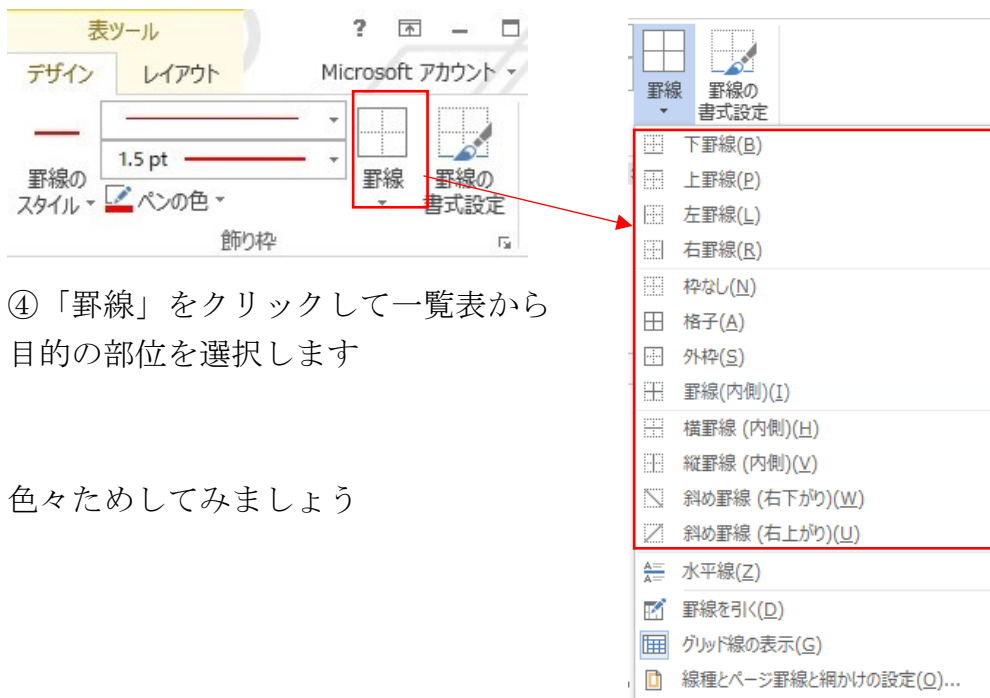 表ツール
?
デザイン
レイアウト
Microsoft アカウント
1.5 pt
罫線の
スタイル
ペンの色
罫線
罫線の
書式設定
飾り枠
④「罫線」をクリックして一覧表から
目的の部位を選択します
色々ためしてみましょう
罫線
罫線の
書式設定
下罫線(B)
上罫線(P)
左罫線(L)
右罫線(R)
枠なし(N)
格子(A)
外枠(S)
罫線(内側)(I)
横罫線 (内側)(H)
縦罫線 (内側)(V)
斜め罫線 (右下がり)(W)
斜め罫線 (右上がり)(U)
水平線(Z)
罫線を引く(D)
グリッド線の表示(G)
線種とページ罫線と網かけの設定(O)...